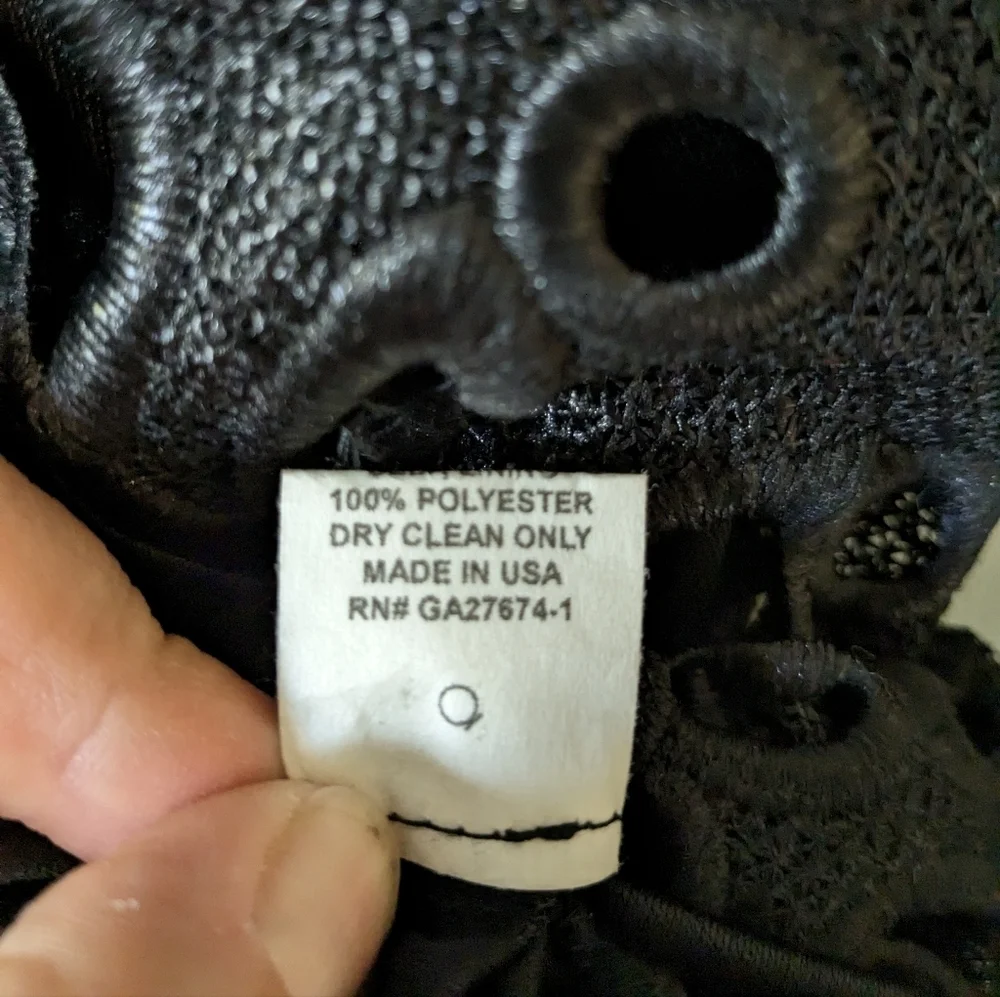 100% POLYESTER
DRY CLEAN ONLY
MADE IN USA
RN# GA27674-1